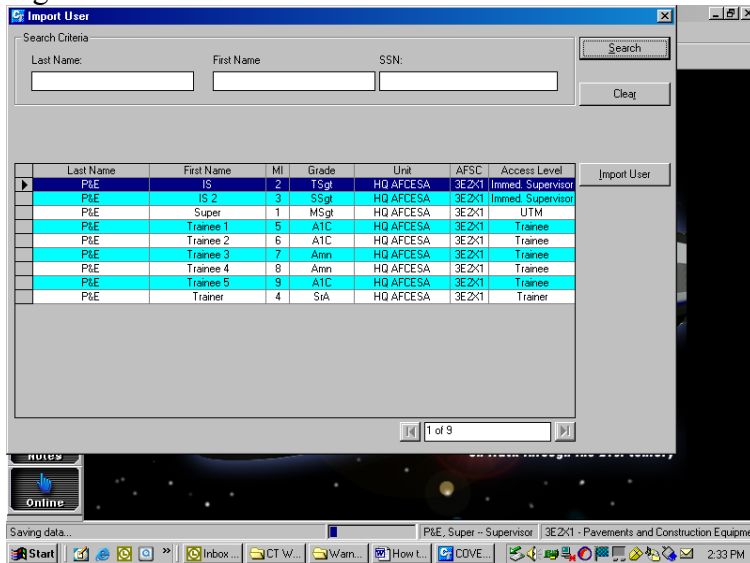 Import User
Search Criteria
Last Name: First Name SSN:
Search
Clear
Last Name First Name MI Grade Unit AFSC Access Level
Import User
P&E IS 2 TSgt HQ AFCESA 3E2X1 Immed. Supervisor
P&E IS 2 3 SSgt HQ AFCESA 3E2X1 Immed. Supervisor
P&E Super 1 MSgt HQ AFCESA 3E2X1 UTM
P&E Trainee 1 5 A1C HQ AFCESA 3E2X1 Trainee
P&E Trainee 2 6 A1C HQ AFCESA 3E2X1 Trainee
P&E Trainee 3 7 Amn HQ AFCESA 3E2X1 Trainee
P&E Trainee 4 8 Amn HQ AFCESA 3E2X1 Trainee
P&E Trainee 5 9 A1C HQ AFCESA 3E2X1 Trainee
P&E Trainer 4 SrA HQ AFCESA 3E2X1 Trainer
1 of 9
Notes
Online
Saving data... P&E, Super -- Supervisor 3E2X1 - Pavements and Construction Equipme
Start » Inbox ... CT W... Warn... How t... COVE... 2:33 PM